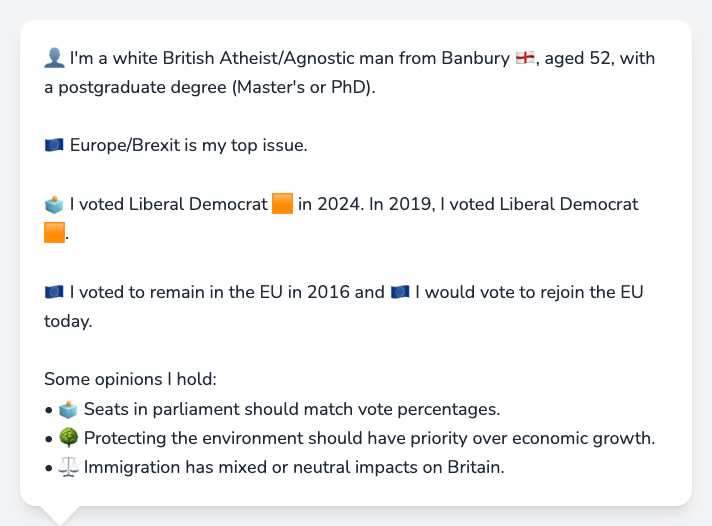 👤 I'm a white British Atheist/Agnostic man from Banbury 🏴󠁧󠁢󠁥󠁮󠁧󠁿, aged 52, with
a postgraduate degree (Master's or PhD).
🇪🇺 Europe/Brexit is my top issue.
🗳️ I voted Liberal Democrat 🟧 in 2024. In 2019, I voted Liberal Democrat
🟧.
🇪🇺 I voted to remain in the EU in 2016 and 🇪🇺 I would vote to rejoin the EU
today.
Some opinions I hold:
• 🗳️ Seats in parliament should match vote percentages.
• 🌳 Protecting the environment should have priority over economic growth.
• ⚖️ Immigration has mixed or neutral impacts on Britain.